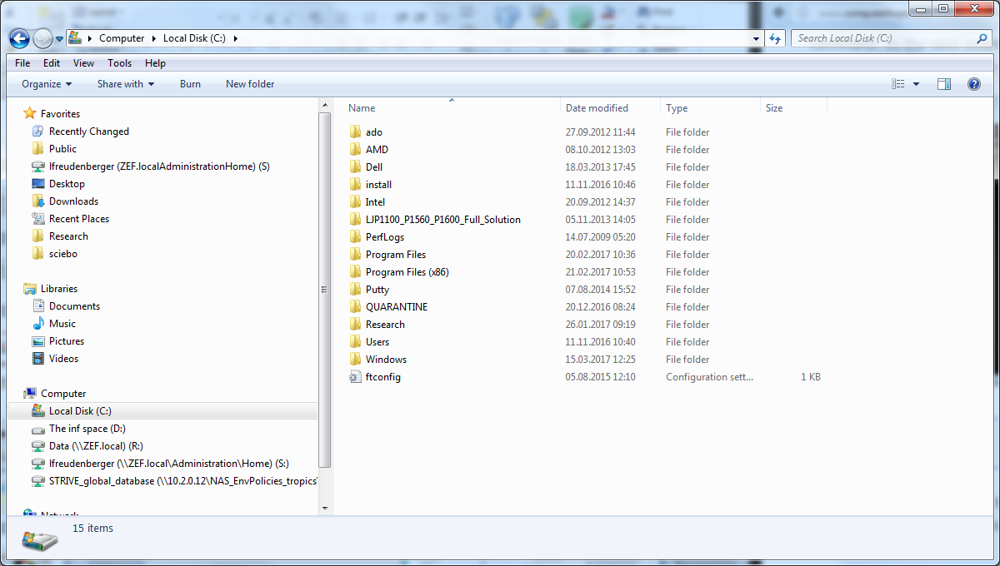 Computer Local Disk (C:) Search Local Disk (C:)
File Edit View Tools Help
Organize Share with Burn New folder
Favorites
Recently Changed
Public
lfreudenberger (ZEF.localAdministrationHome) (S)
Desktop
Downloads
Recent Places
Research
sciebo
Libraries
Documents
Music
Pictures
Videos
Computer
Local Disk (C:)
The inf space (D:)
Data (\\ZEF.local) (R:)
lfreudenberger (\\ZEF.local\Administration\Home) (S:)
STRIVE_global_database (\\10.2.0.12\NAS_EnvPolicies_tropics\
Network
Name Date modified Type Size
ado 27.09.2012 11:44 File folder
AMD 08.10.2012 13:03 File folder
Dell 18.03.2013 17:45 File folder
install 11.11.2016 10:46 File folder
Intel 20.09.2012 14:37 File folder
LJP1100_P1560_P1600_Full_Solution 05.11.2013 14:05 File folder
PerfLogs 14.07.2009 05:20 File folder
Program Files 20.02.2017 10:36 File folder
Program Files (x86) 21.02.2017 10:53 File folder
Putty 07.08.2014 15:52 File folder
QUARANTINE 20.12.2016 08:24 File folder
Research 26.01.2017 09:19 File folder
Users 11.11.2016 10:40 File folder
Windows 15.03.2017 12:25 File folder
ftconfig 05.08.2015 12:10 Configuration sett... 1 KB
15 items